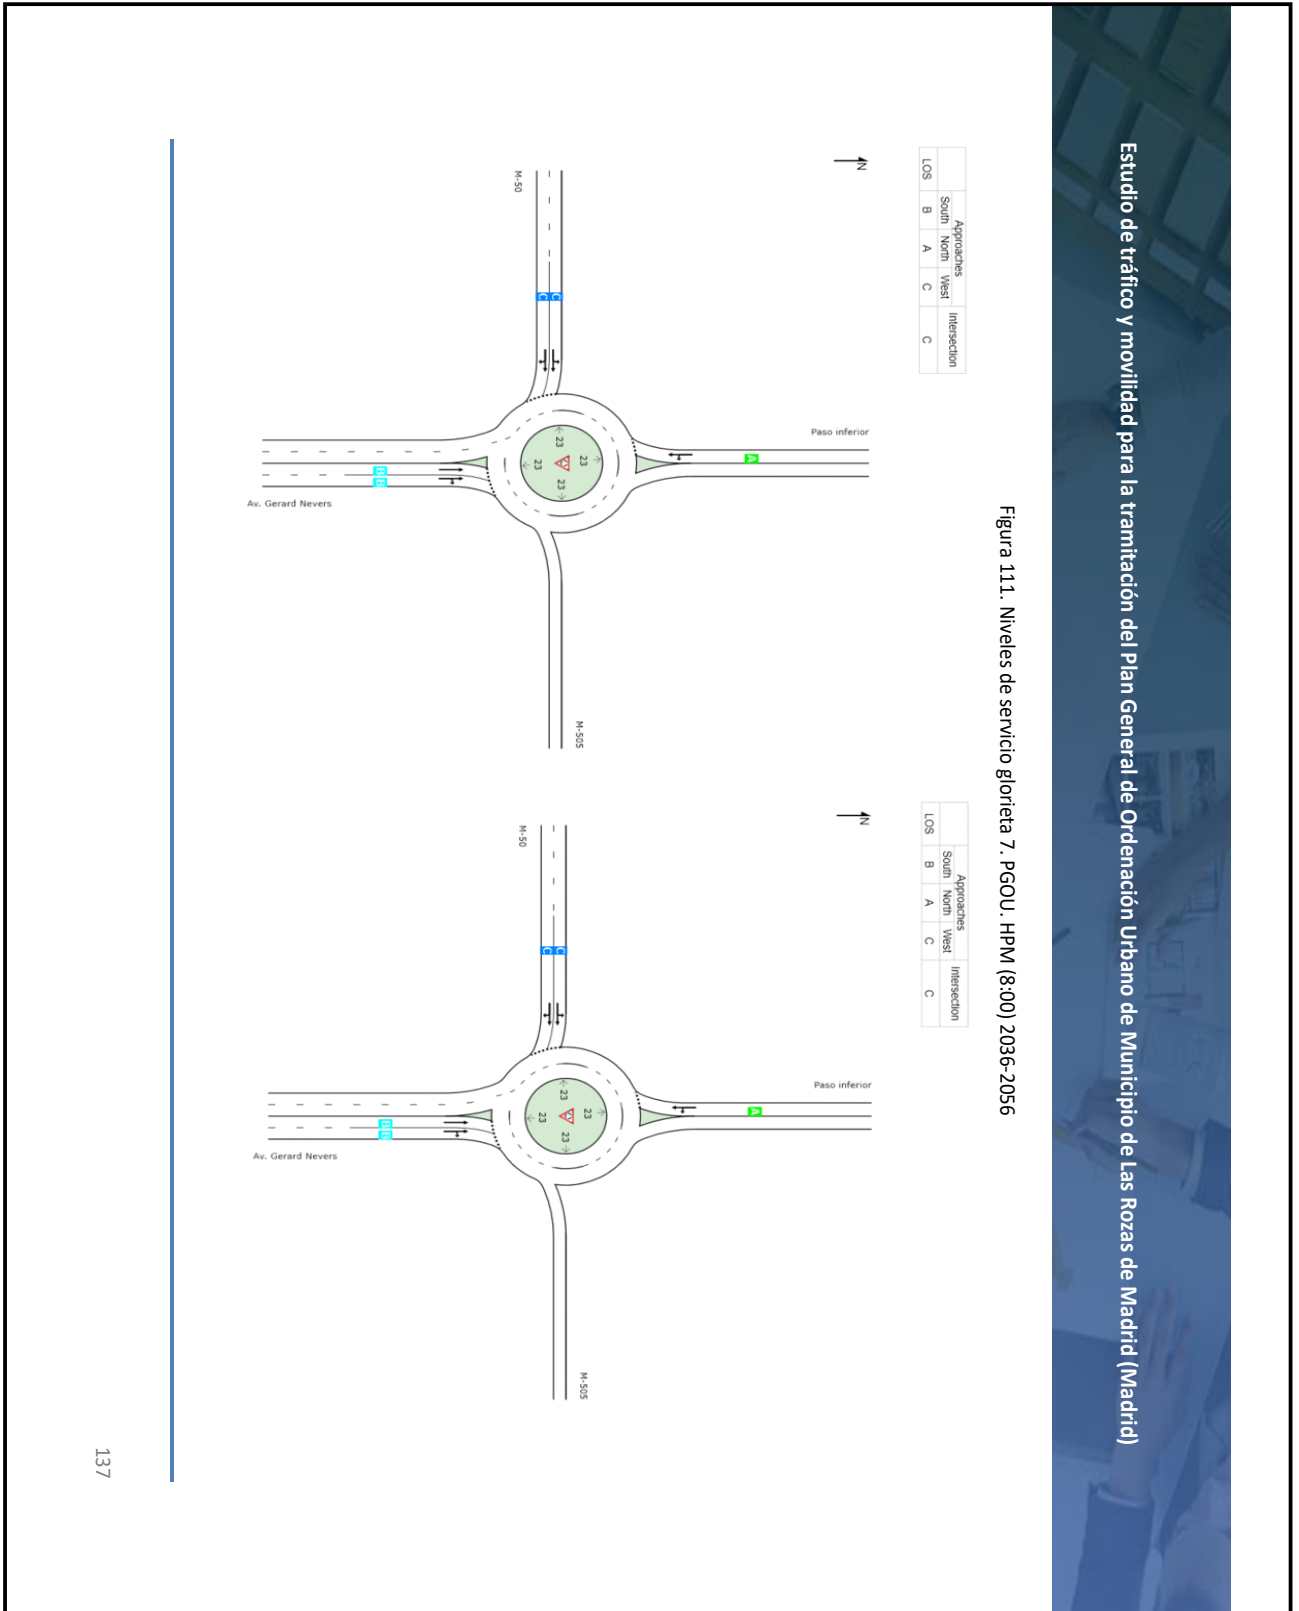 Estudio de tráfico y movilidad para la tramitación del Plan General de Ordenación Urbano de Municipio de Las Rozas de Madrid (Madrid)
Figura 111. Niveles de servicio glorieta 7. PGOU. HPM (8:00) 2036-2056
Approaches
Intersection
South North West
LOS B A C C
N
Paso inferior
A
M-50
C
C
23
23
23
23
B
B
M-505
Av. Gerard Nevers
Approaches
Intersection
South North West
LOS B A C C
N
Paso inferior
A
M-50
C
C
23
23
23
23
B
B
M-505
Av. Gerard Nevers
137